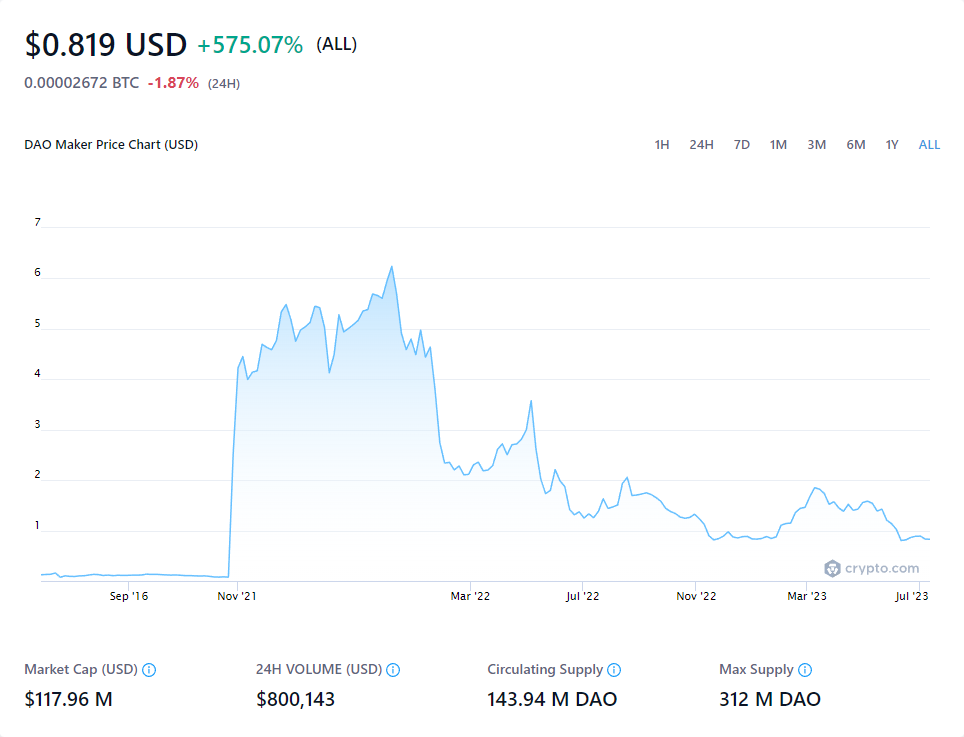 $0.819 USD +575.07% (ALL)
0.00002672 BTC -1.87% (24H)
DAO Maker Price Chart (USD) 1H 24H 7D 1M 3M 6M 1Y ALL
7
6
5
4
3
2
1
crypto.com
Sep '16 Nov '21 Mar '22 Jul '22 Nov '22 Mar '23 Jul '23
Market Cap (USD) 24H VOLUME (USD) Circulating Supply Max Supply
$117.96 M $800,143 143.94 M DAO 312 M DAO